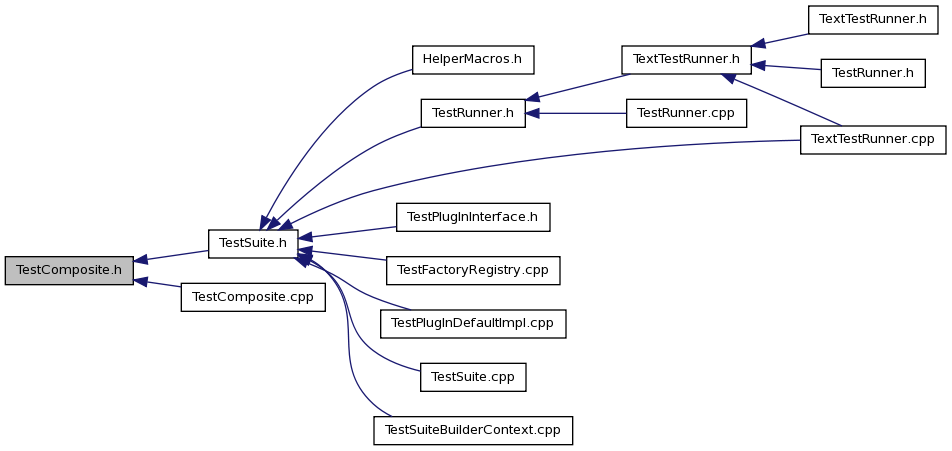 TextTestRunner.h
HelperMacros.h
TextTestRunner.h
TestRunner.h
TestRunner.h
TestRunner.cpp
TextTestRunner.cpp
TestPlugInInterface.h
TestSuite.h
TestComposite.h
TestFactoryRegistry.cpp
TestComposite.cpp
TestPlugInDefaultImpl.cpp
TestSuite.cpp
TestSuiteBuilderContext.cpp